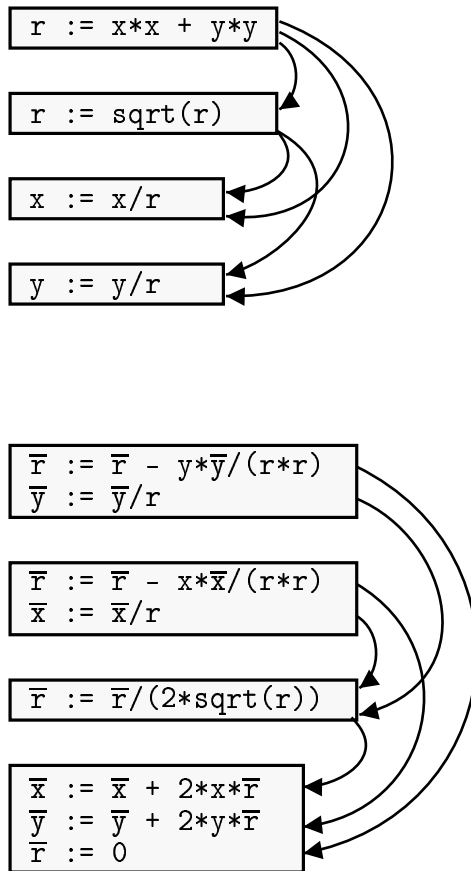 r := x*x + y*y
r := sqrt(r)
x := x/r
y := y/r
r̅ := r̅ - y*y̅/(r*r)
y̅ := y̅/r
r̅ := r̅ - x*x̅/(r*r)
x̅ := x̅/r
r̅ := r̅/(2*sqrt(r))
x̅ := x̅ + 2*x*r̅
y̅ := y̅ + 2*y*r̅
r̅ := 0